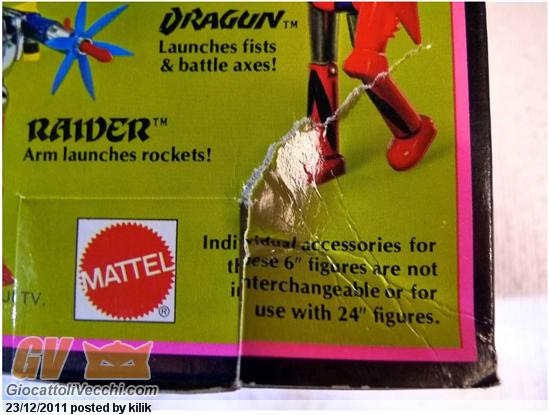 DRAGUN™
Launches fists
& battle axes!
RAIDER™
Arm launches rockets!
MATTEL
®
Individual accessories for
these 6" figures are not
interchangeable or for
use with 24" figures.
TV,
GV
GiocattoliVecchi.com
23/12/2011 posted by kilik